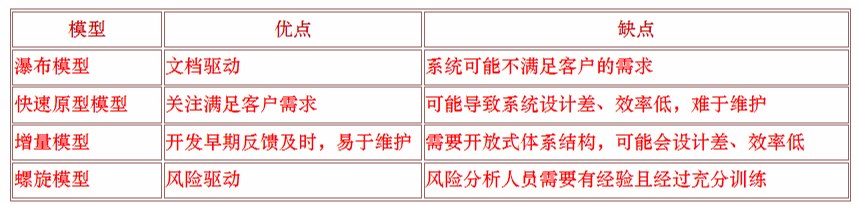 模型 优点 缺点
瀑布模型 文档驱动 系统可能不满足客户的需求
快速原型模型 关注满足客户需求 可能导致系统设计差、效率低，难于维护
增量模型 开发早期反馈及时，易于维护 需要开放式体系结构，可能会设计差、效率低
螺旋模型 风险驱动 风险分析人员需要有经验且经过充分训练